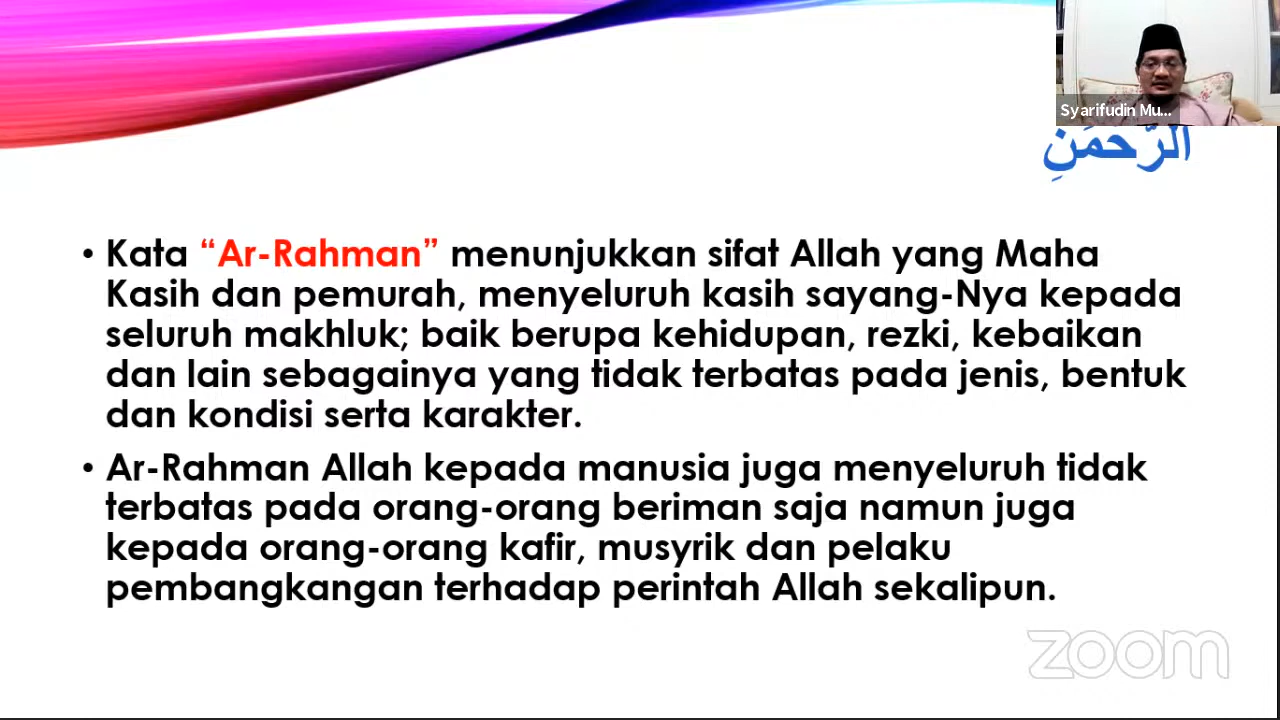 Syarifudin Mu...
الرَّحمَنِ
• Kata “Ar-Rahman” menunjukkan sifat Allah yang Maha
Kasih dan pemurah, menyeluruh kasih sayang-Nya kepada
seluruh makhluk; baik berupa kehidupan, rezki, kebaikan
dan lain sebagainya yang tidak terbatas pada jenis, bentuk
dan kondisi serta karakter.
• Ar-Rahman Allah kepada manusia juga menyeluruh tidak
terbatas pada orang-orang beriman saja namun juga
kepada orang-orang kafir, musyrik dan pelaku
pembangkangan terhadap perintah Allah sekalipun.
zoom